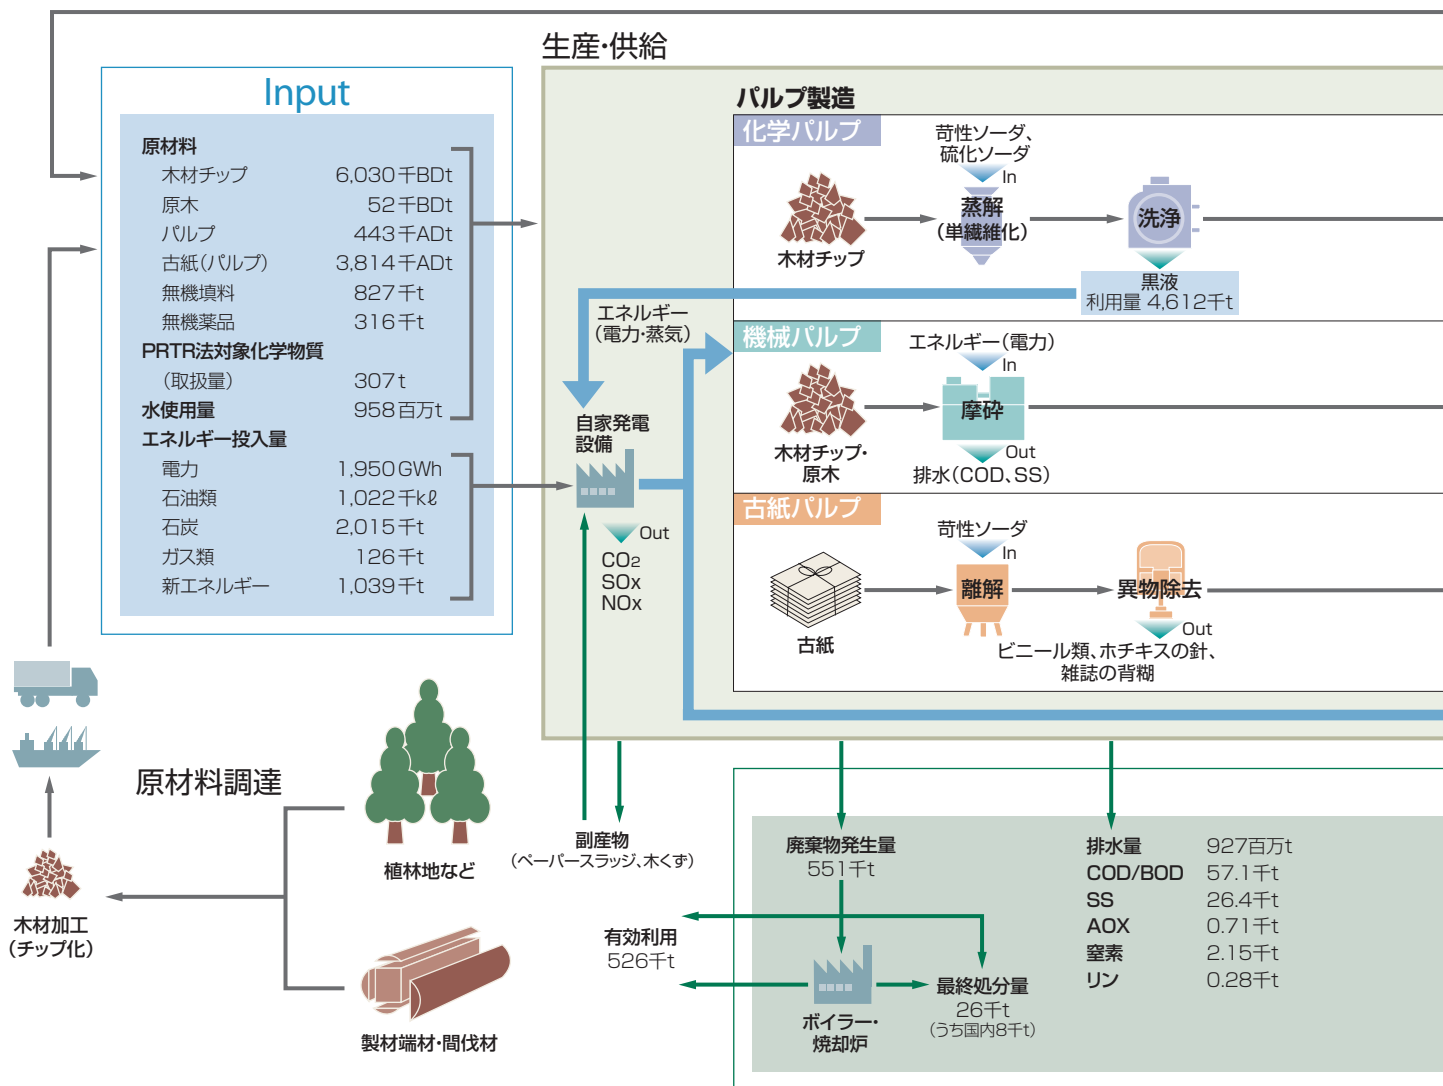 生産・供給
Input
原材料
木材チップ 6,030千BDt
原木 52千BDt
パルプ 443千ADt
古紙(パルプ) 3,814千ADt
無機填料 827千t
無機薬品 316千t
PRTR法対象化学物質
(取扱量) 307t
水使用量 958百万t
エネルギー投入量
電力 1,950GWh
石油類 1,022千kℓ
石炭 2,015千t
ガス類 126千t
新エネルギー 1,039千t
パルプ製造
化学パルプ
苛性ソーダ、
硫化ソーダ
In
木材チップ
蒸解
(単繊維化)
洗浄
黒液
利用量 4,612千t
エネルギー
(電力・蒸気)
機械パルプ
エネルギー(電力)
In
木材チップ・
原木
摩砕
Out
排水(COD、SS)
自家発電
設備
Out
CO2
SOx
NOx
古紙パルプ
苛性ソーダ
In
古紙
離解
異物除去
Out
ビニール類、ホチキスの針、
雑誌の背糊
原材料調達
植林地など
製材端材・間伐材
木材加工
(チップ化)
副産物
(ペーパースラッジ、木くず)
有効利用
526千t
廃棄物発生量
551千t
ボイラー・
焼却炉
最終処分量
26千t
(うち国内8千t)
排水量 927百万t
COD/BOD 57.1千t
SS 26.4千t
AOX 0.71千t
窒素 2.15千t
リン 0.28千t